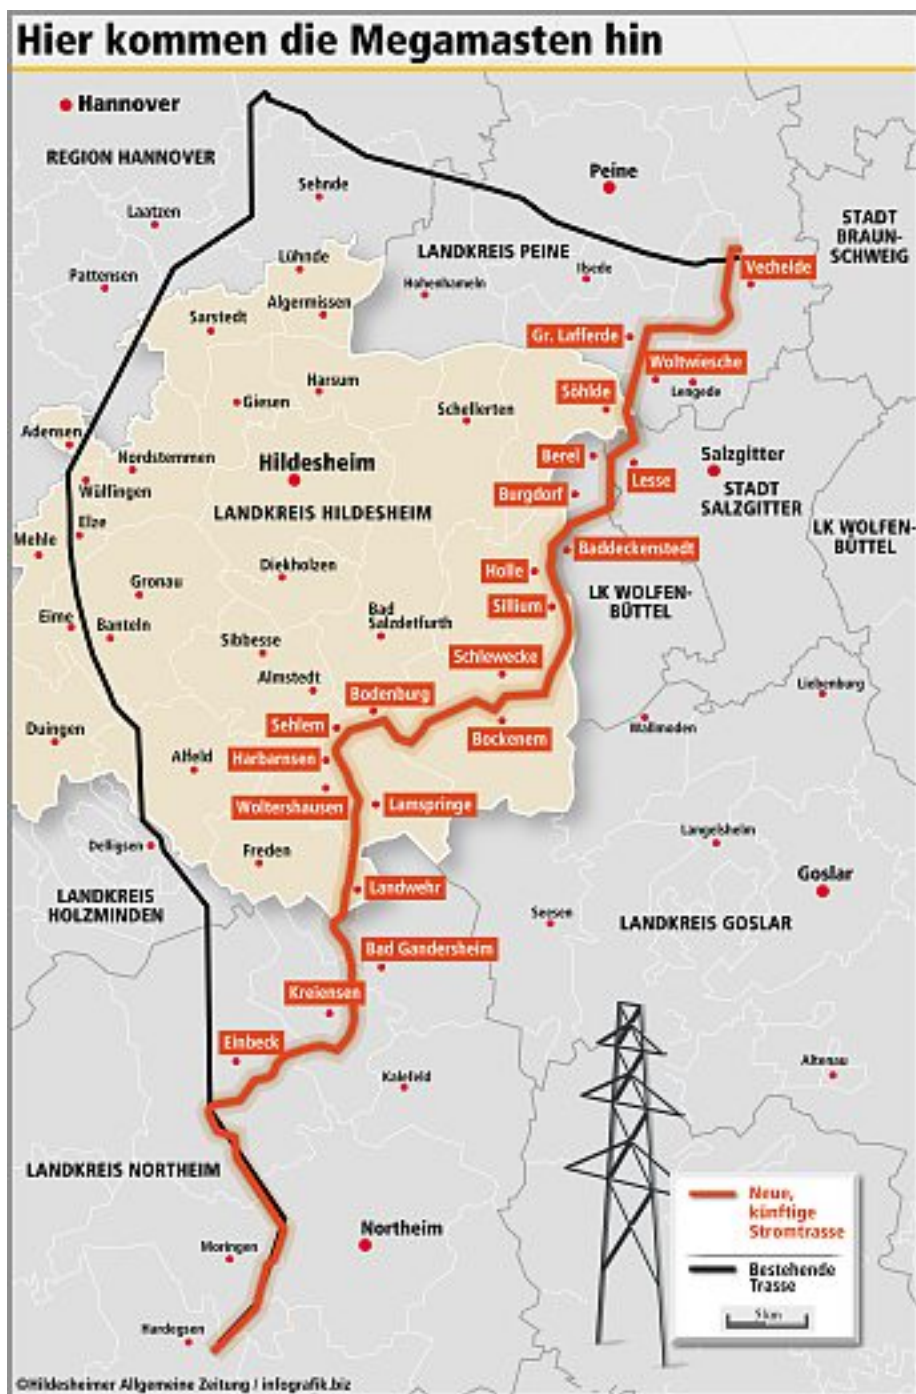 Hier kommen die Megamasten hin
Hannover
REGION HANNOVER
Peine
Sehnde
Laatzen
STADT
BRAUN-
SCHWEIG
LANDKREIS PEINE
Lühnde
Vechelde
Pattensen
Ilsede
Hohenhameln
Algermissen
Sarstedt
Gr. Lafferde
Woltwiesche
Harsum
Söhlde
Lengede
Giesen
Schellerten
Adensen
Nordstemmen
Hildesheim
Berel
Salzgitter
Lesse
Wülfingen
Burgdorf
STADT
SALZGITTER
LANDKREIS HILDESHEIM
Elze
LK WOLFEN-
BÜTTEL
Mehle
Baddeckenstedt
Diekholzen
Holle
Gronau
LK WOLFEN-
BÜTTEL
Sillium
Eime
Banteln
Bad
Salzdetfurth
Sibbesse
Schlewecke
Almstedt
Liebenburg
Bodenburg
Duingen
Sehlem
Wallmoden
Bockenem
Alfeld
Harbarnsen
Woltershausen
Lamspringe
Langelsheim
Delligsen
Freden
Goslar
LANDKREIS
HOLZMINDEN
Landwehr
Seesen
LANDKREIS GOSLAR
Bad Gandersheim
Kreiensen
Einbeck
Altenau
Kalefeld
LANDKREIS NORTHEIM
Neue,
künftige
Stromtrasse
Northeim
Moringen
Bestehende
Trasse
5 km
Hardegsen
©Hildesheimer Allgemeine Zeitung / infografik.biz